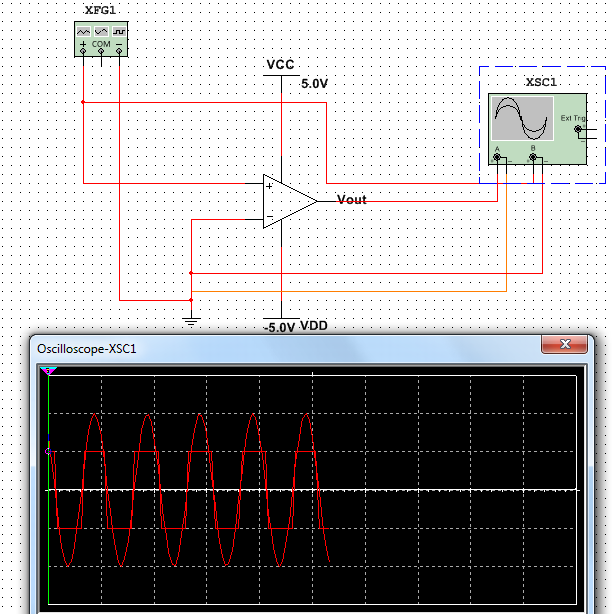 XFG1
COM
VCC
5.0V
XSC1
Ext Trig
A
B
Vout
-5.0V VDD
Oscilloscope-XSC1